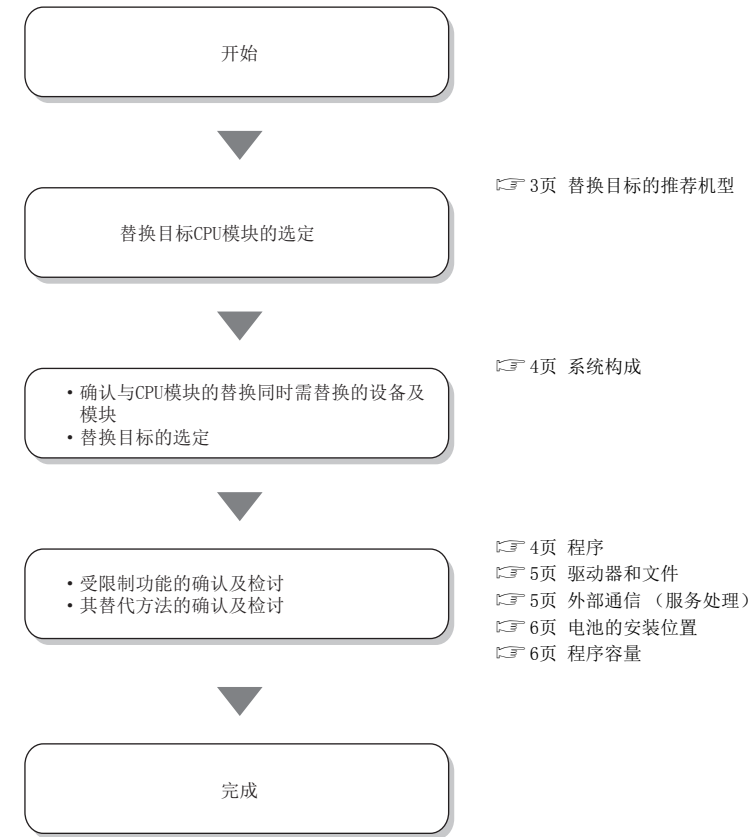 开始
☞ 3页 替换目标的推荐机型
替换目标CPU模块的选定
☞ 4页 系统构成
・确认与CPU模块的替换同时需替换的设备及
模块
・替换目标的选定
☞ 4页 程序
☞ 5页 驱动器和文件
☞ 5页 外部通信 （服务处理）
☞ 6页 电池的安装位置
☞ 6页 程序容量
・受限制功能的确认及检讨
・其替代方法的确认及检讨
完成